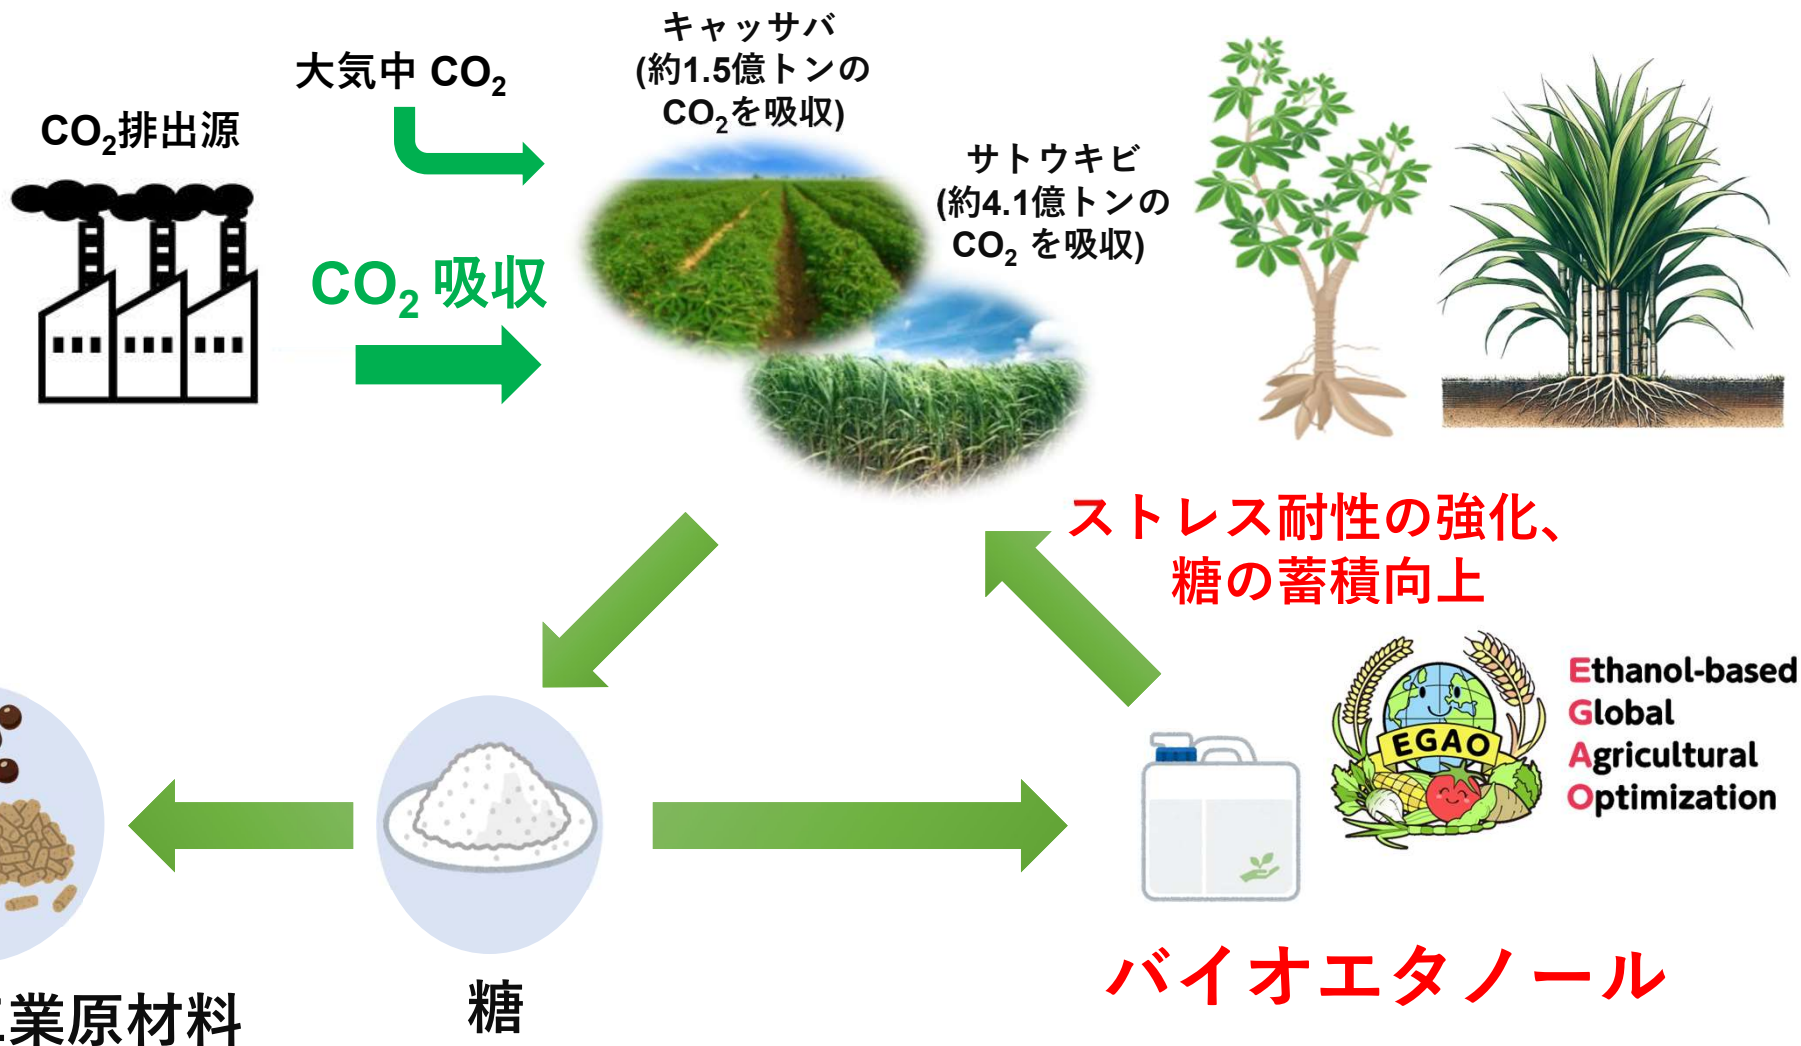 キャッサバ
(約1.5億トンの
CO₂を吸収)
大気中 CO₂
CO₂排出源
サトウキビ
(約4.1億トンの
CO₂ を吸収)
CO₂ 吸収
ストレス耐性の強化、
糖の蓄積向上
EGAO
Ethanol-based
Global
Agricultural
Optimization
バイオエタノール
糖
業原材料